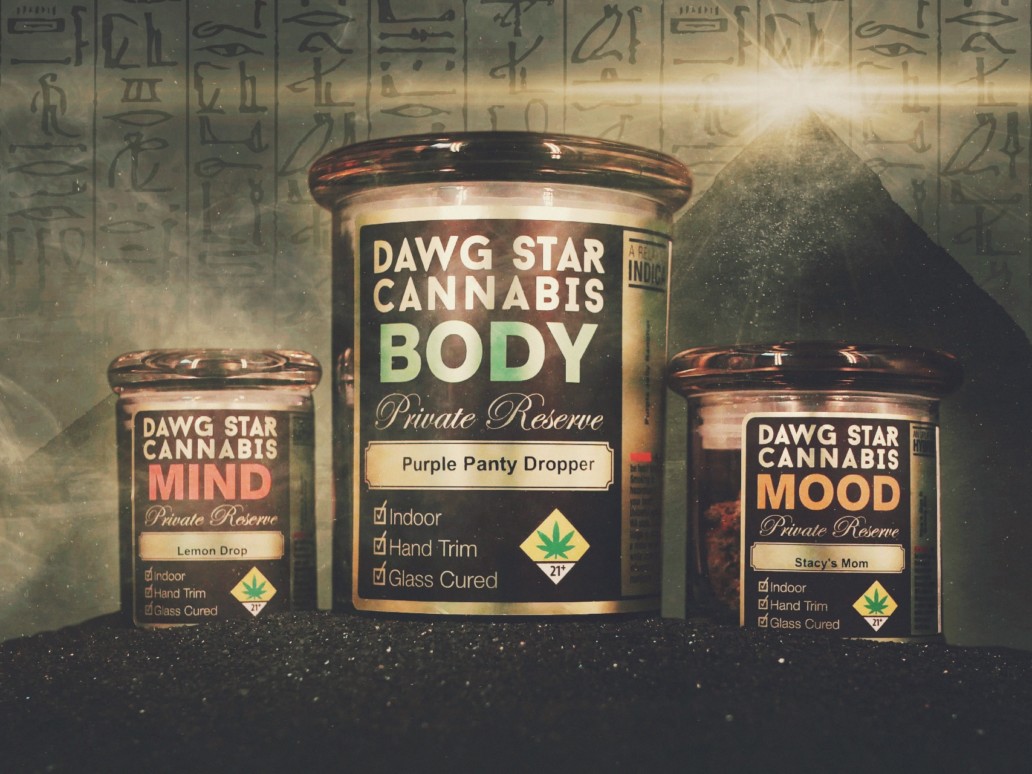 DAWG STAR
CANNABIS
MIND
Private Reserve
Lemon Drop
Indoor
Hand Trim
Glass Cured
21+
DAWG STAR
CANNABIS
BODY
Private Reserve
Purple Panty Dropper
Indoor
Hand Trim
Glass Cured
21+
INDICA
DAWG STAR
CANNABIS
MOOD
Private Reserve
Stacy's Mom
Indoor
Hand Trim
Glass Cured
21+